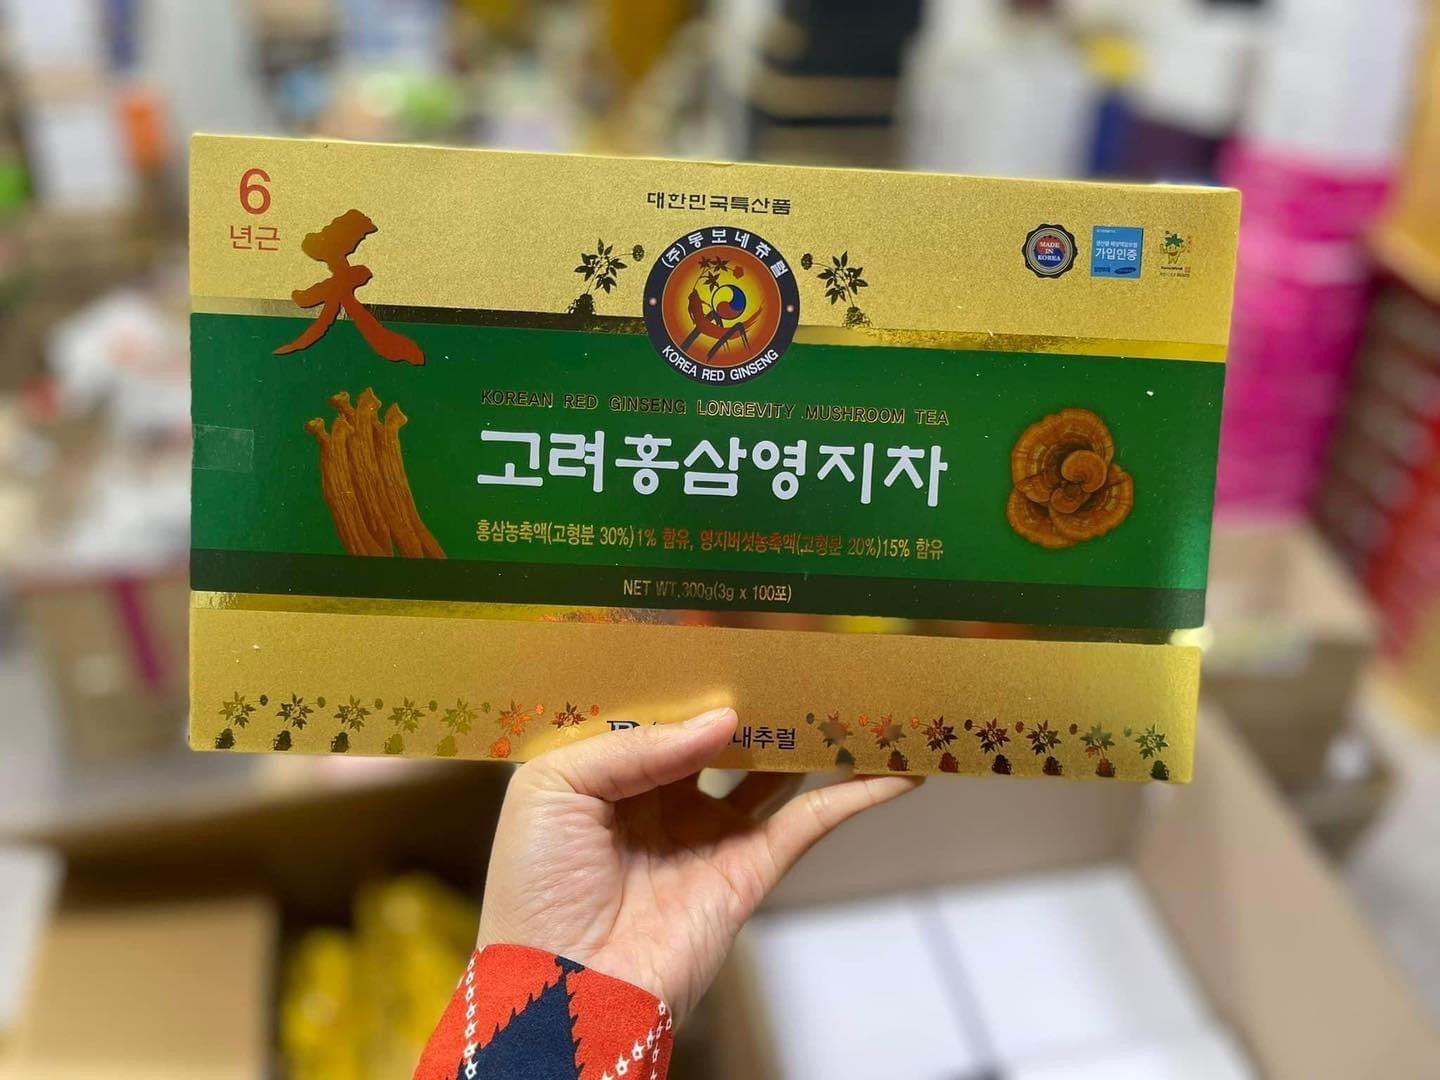 6
년근
天
대한민국특산품
(주)동보네츄럴
KOREA RED GINSENG
MADE
IN
KOREA
가입인증
KOREAN RED GINSENG LONGEVITY MUSHROOM TEA
고려홍삼영지차
홍삼농축액(고형분 30%)1% 함유, 영지버섯농축액(고형분 20%)15% 함유
NET WT.300g(3g x 100포)
내추럴